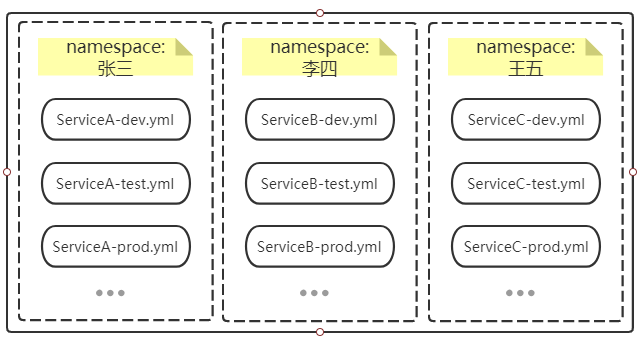 namespace:
张三
ServiceA-dev.yml
ServiceA-test.yml
ServiceA-prod.yml
namespace:
李四
ServiceB-dev.yml
ServiceB-test.yml
ServiceB-prod.yml
namespace:
王五
ServiceC-dev.yml
ServiceC-test.yml
ServiceC-prod.yml